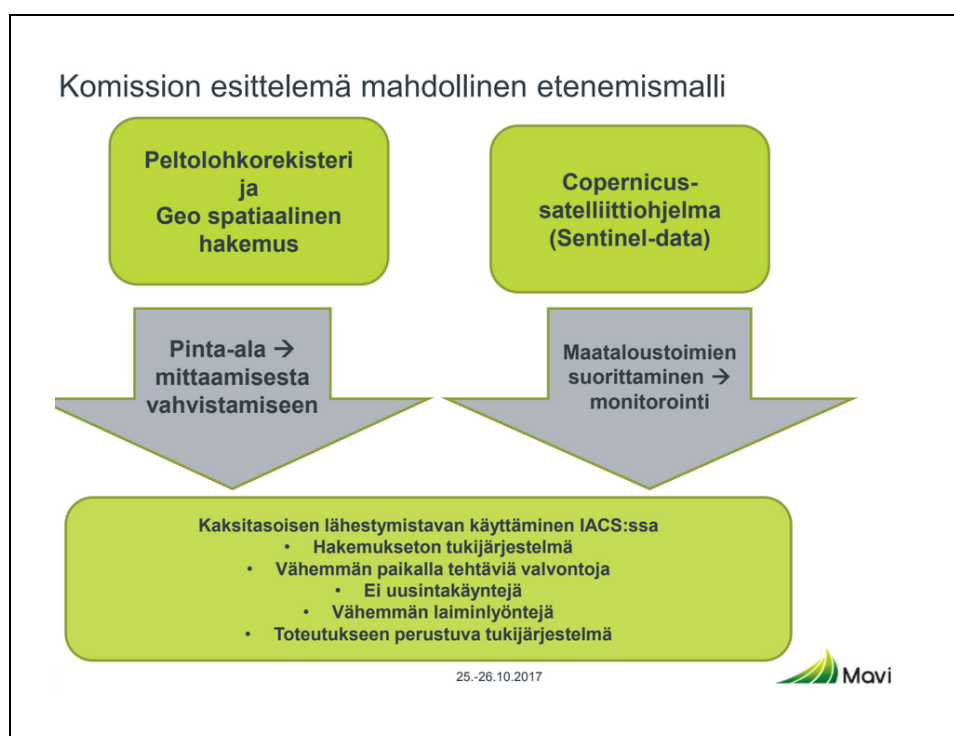 Komission esittelemä mahdollinen etenemismalli
Peltolohkorekisteri
ja
Geo spatiaalinen
hakemus
Copernicus-
satelliittiohjelma
(Sentinel-data)
Pinta-ala →
mittaamisesta
vahvistamiseen
Maataloustoimien
suorittaminen →
monitorointi
Kaksitasoisen lähestymistavan käyttäminen IACS:ssa
• Hakemukseton tukijärjestelmä
• Vähemmän paikalla tehtäviä valvontoja
• Ei uusintakäyntejä
• Vähemmän laiminlyöntejä
• Toteutukseen perustuva tukijärjestelmä
25.-26.10.2017
Mavi